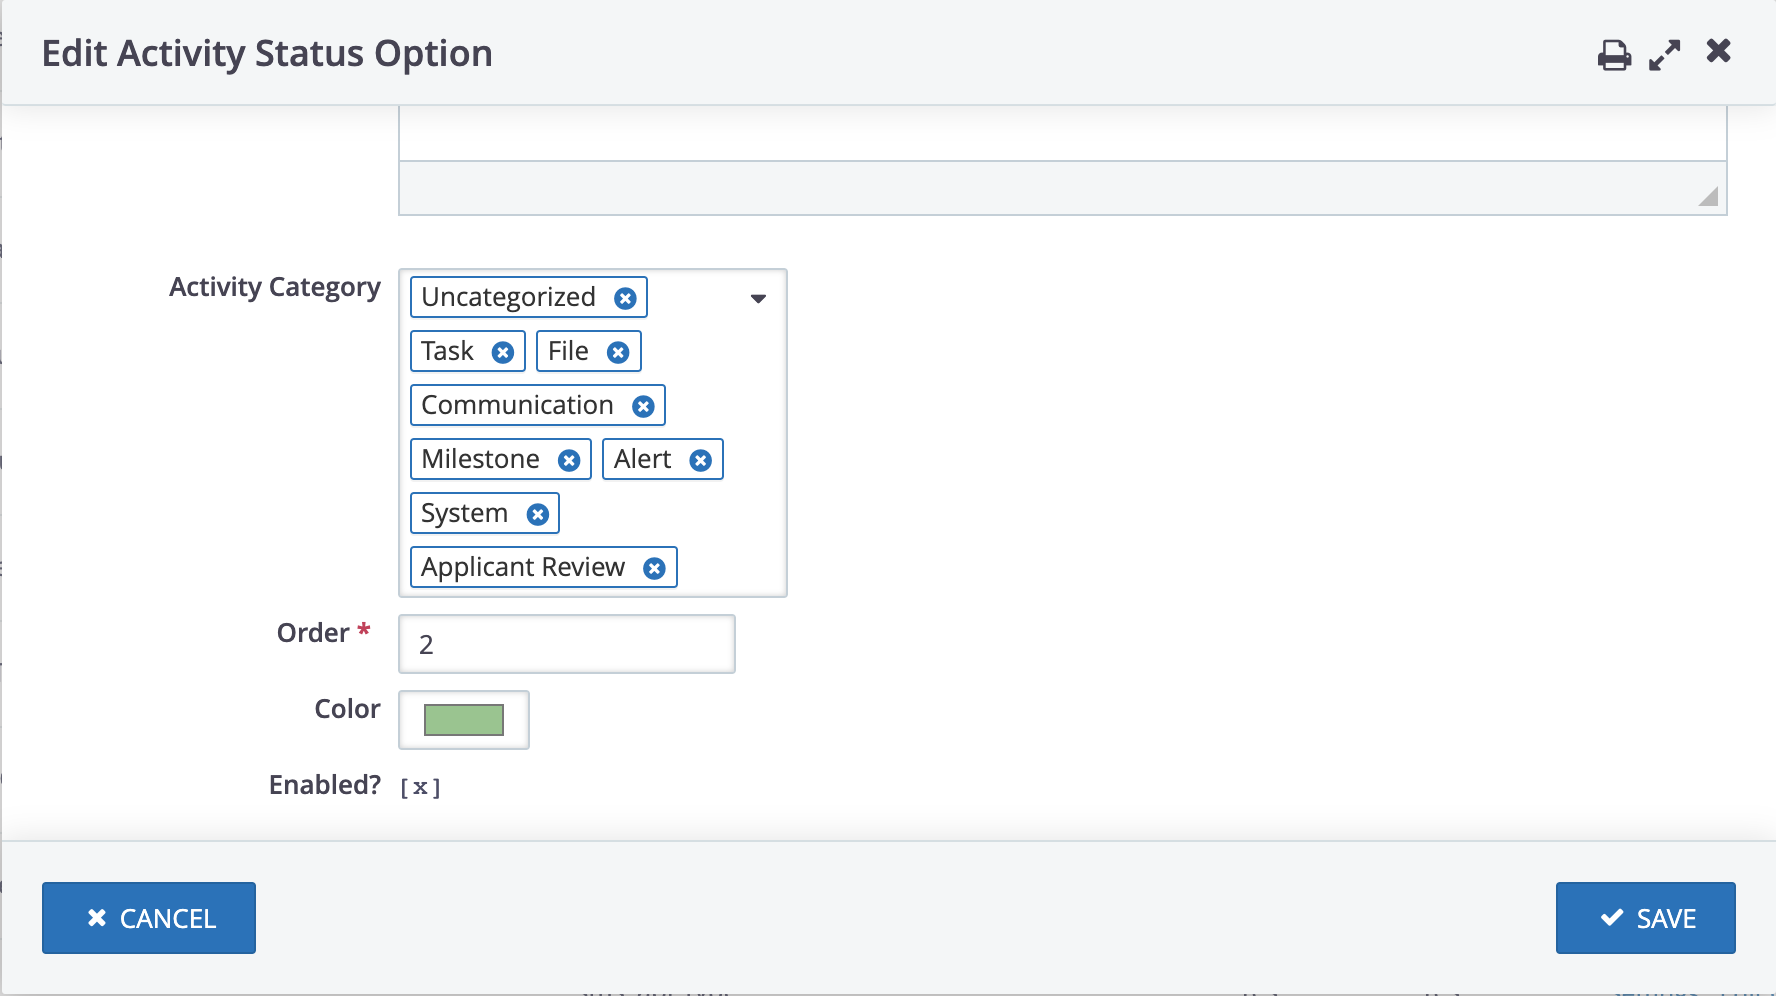 Edit Activity Status Option
Activity Category
Uncategorized
Task File
Communication
Milestone Alert
System
Applicant Review
Order *
2
Color
Enabled? [x]
CANCEL
SAVE